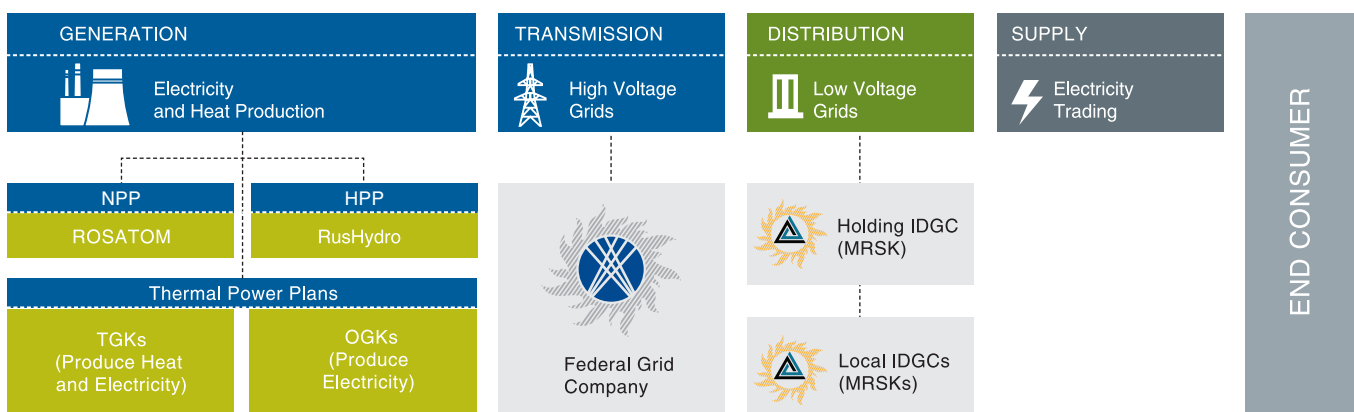 GENERATION
Electricity
and Heat Production
NPP
ROSATOM
HPP
RusHydro
Thermal Power Plans
TGKs
(Produce Heat
and Electricity)
OGKs
(Produce
Electricity)
TRANSMISSION
High Voltage
Grids
Federal Grid
Company
DISTRIBUTION
Low Voltage
Grids
Holding IDGC
(MRSK)
Local IDGCs
(MRSKs)
SUPPLY
Electricity
Trading
END CONSUMER